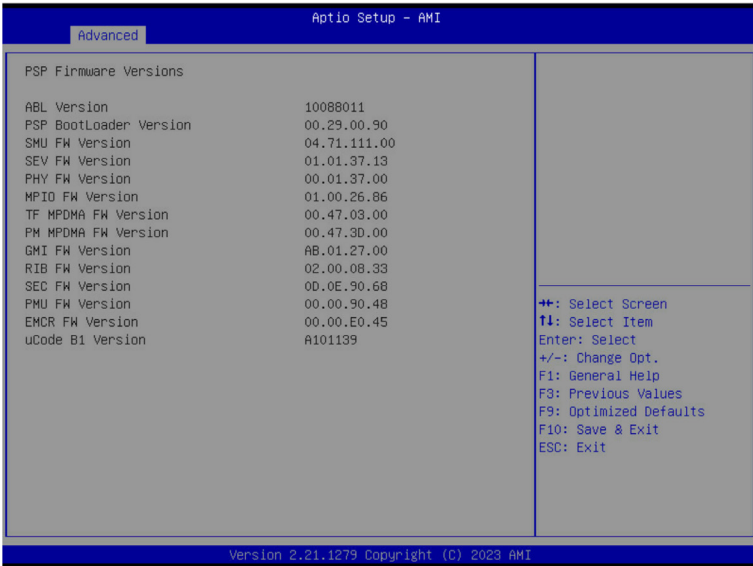 Aptio Setup – AMI
Advanced
PSP Firmware Versions
ABL Version 10088011
PSP BootLoader Version 00.29.00.90
SMU FW Version 04.71.111.00
SEV FW Version 01.01.37.13
PHY FW Version 00.01.37.00
MPIO FW Version 01.00.26.86
TF MPDMA FW Version 00.47.03.00
PM MPDMA FW Version 00.47.3D.00
GMI FW Version AB.01.27.00
RIB FW Version 02.00.08.33
SEC FW Version 0D.0E.90.68
PMU FW Version 00.00.90.48
EMCR FW Version 00.00.E0.45
uCode B1 Version A101139
→←: Select Screen
↑↓: Select Item
Enter: Select
+/-: Change Opt.
F1: General Help
F3: Previous Values
F9: Optimized Defaults
F10: Save & Exit
ESC: Exit
Version 2.21.1279 Copyright (C) 2023 AMI